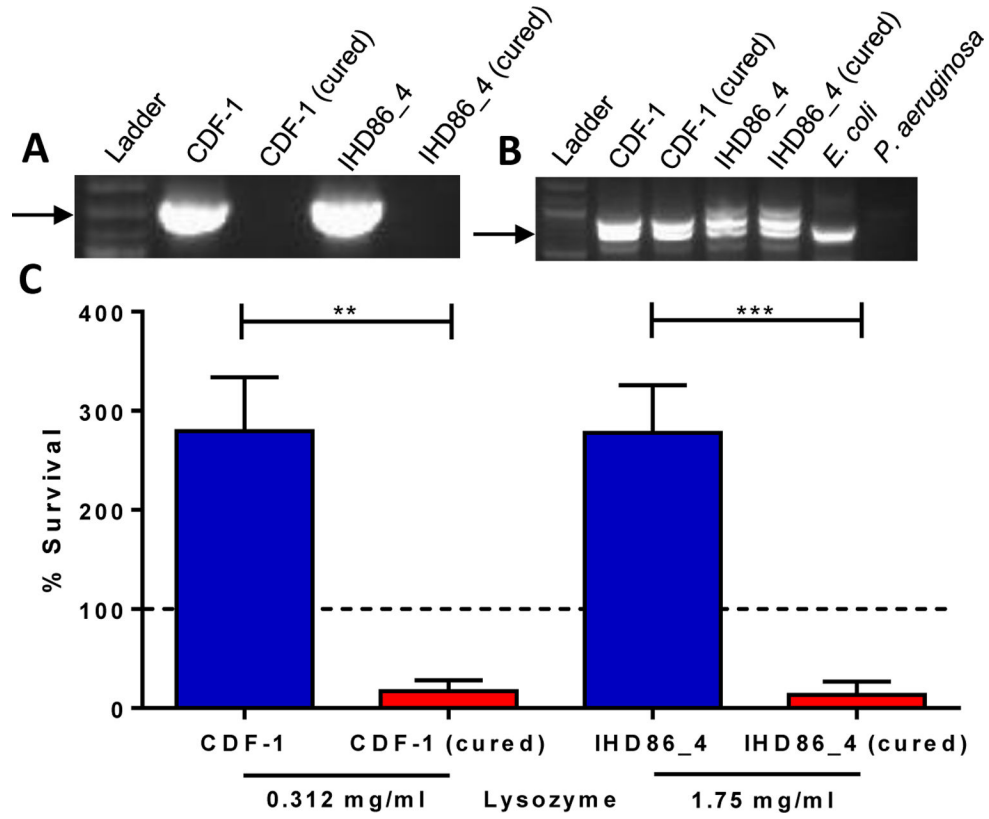 A
Ladder
CDF-1
CDF-1 (cured)
IHD86_4
IHD86_4 (cured)
B
Ladder
CDF-1
CDF-1 (cured)
IHD86_4
IHD86_4 (cured)
E. coli
P. aeruginosa
C
% Survival
400
300
200
100
0
**
***
CDF-1
CDF-1 (cured)
IHD86_4
IHD86_4 (cured)
0.312 mg/ml Lysozyme 1.75 mg/ml